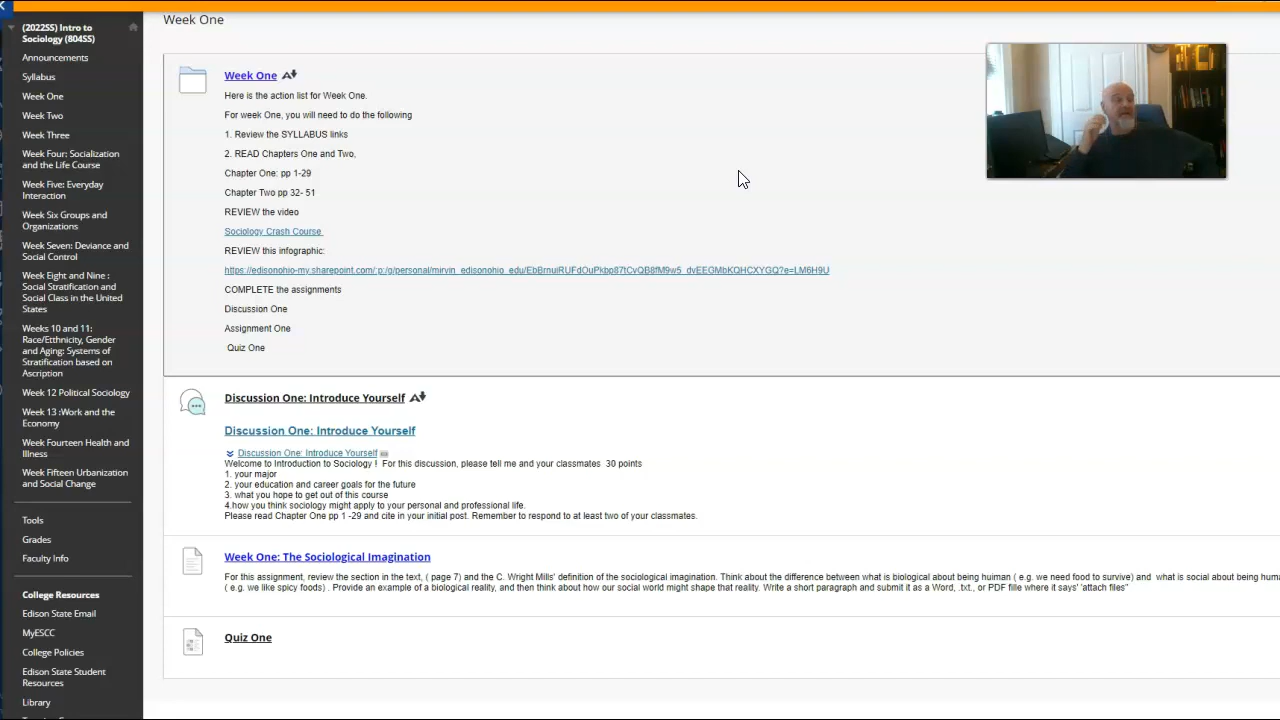 (2022SS) Intro to
Sociology (804SS)
Announcements
Syllabus
Week One
Week Two
Week Three
Week Four: Socialization
and the Life Course
Week Five: Everyday
Interaction
Week Six Groups and
Organizations
Week Seven: Deviance and
Social Control
Week Eight and Nine :
Social Stratification and
Social Class in the United
States
Weeks 10 and 11:
Race/Etthnicity, Gender
and Aging: Systems of
Stratification based on
Ascription
Week 12 Political Sociology
Week 13 :Work and the
Economy
Week Fourteen Health and
Illness
Week Fifteen Urbanization
and Social Change
Tools
Grades
Faculty Info
College Resources
Edison State Email
MyESCC
College Policies
Edison State Student
Resources
Library
Week One
Week One
Here is the action list for Week One.
For week One, you will need to do the following
1. Review the SYLLABUS links
2. READ Chapters One and Two,
Chapter One: pp 1-29
Chapter Two pp 32- 51
REVIEW the video
Sociology Crash Course
REVIEW this infographic:
COMPLETE the assignments
Discussion One
Assignment One
Quiz One
Discussion One: Introduce Yourself
Discussion One: Introduce Yourself
Discussion One: Introduce Yourself
Welcome to Introduction to Sociology ! For this discussion, please tell me and your classmates 30 points
1. your major
2. your education and career goals for the future
3. what you hope to get out of this course
4.how you think sociology might apply to your personal and professional life.
Please read Chapter One pp 1 -29 and cite in your initial post. Remember to respond to at least two of your classmates.
Week One: The Sociological Imagination
For this assignment, review the section in the text, ( page 7) and the C. Wright Mills' definition of the sociological imagination. Think about the difference between what is biological about being human ( e.g. we need food to survive) and what is social about being
( e.g. we like spicy foods) . Provide an example of a biological reality, and then think about how our social world might shape that reality. Write a short paragraph and submit it as a Word, .txt., or PDF fille where it says' 'attach files"
Quiz One